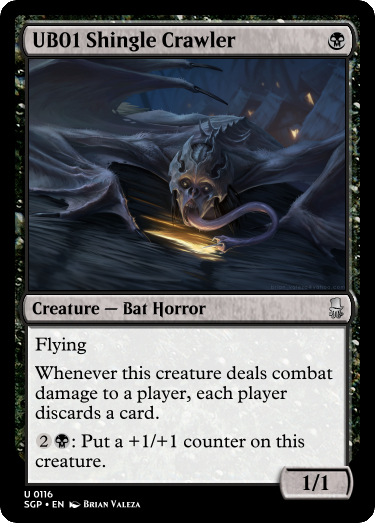 UB01 Shingle Crawler
Creature — Bat Horror
Flying
Whenever this creature deals combat
damage to a player, each player
discards a card.
2: Put a +1/+1 counter on this
creature.
1/1
U 0116
SGP • EN Brian Valeza